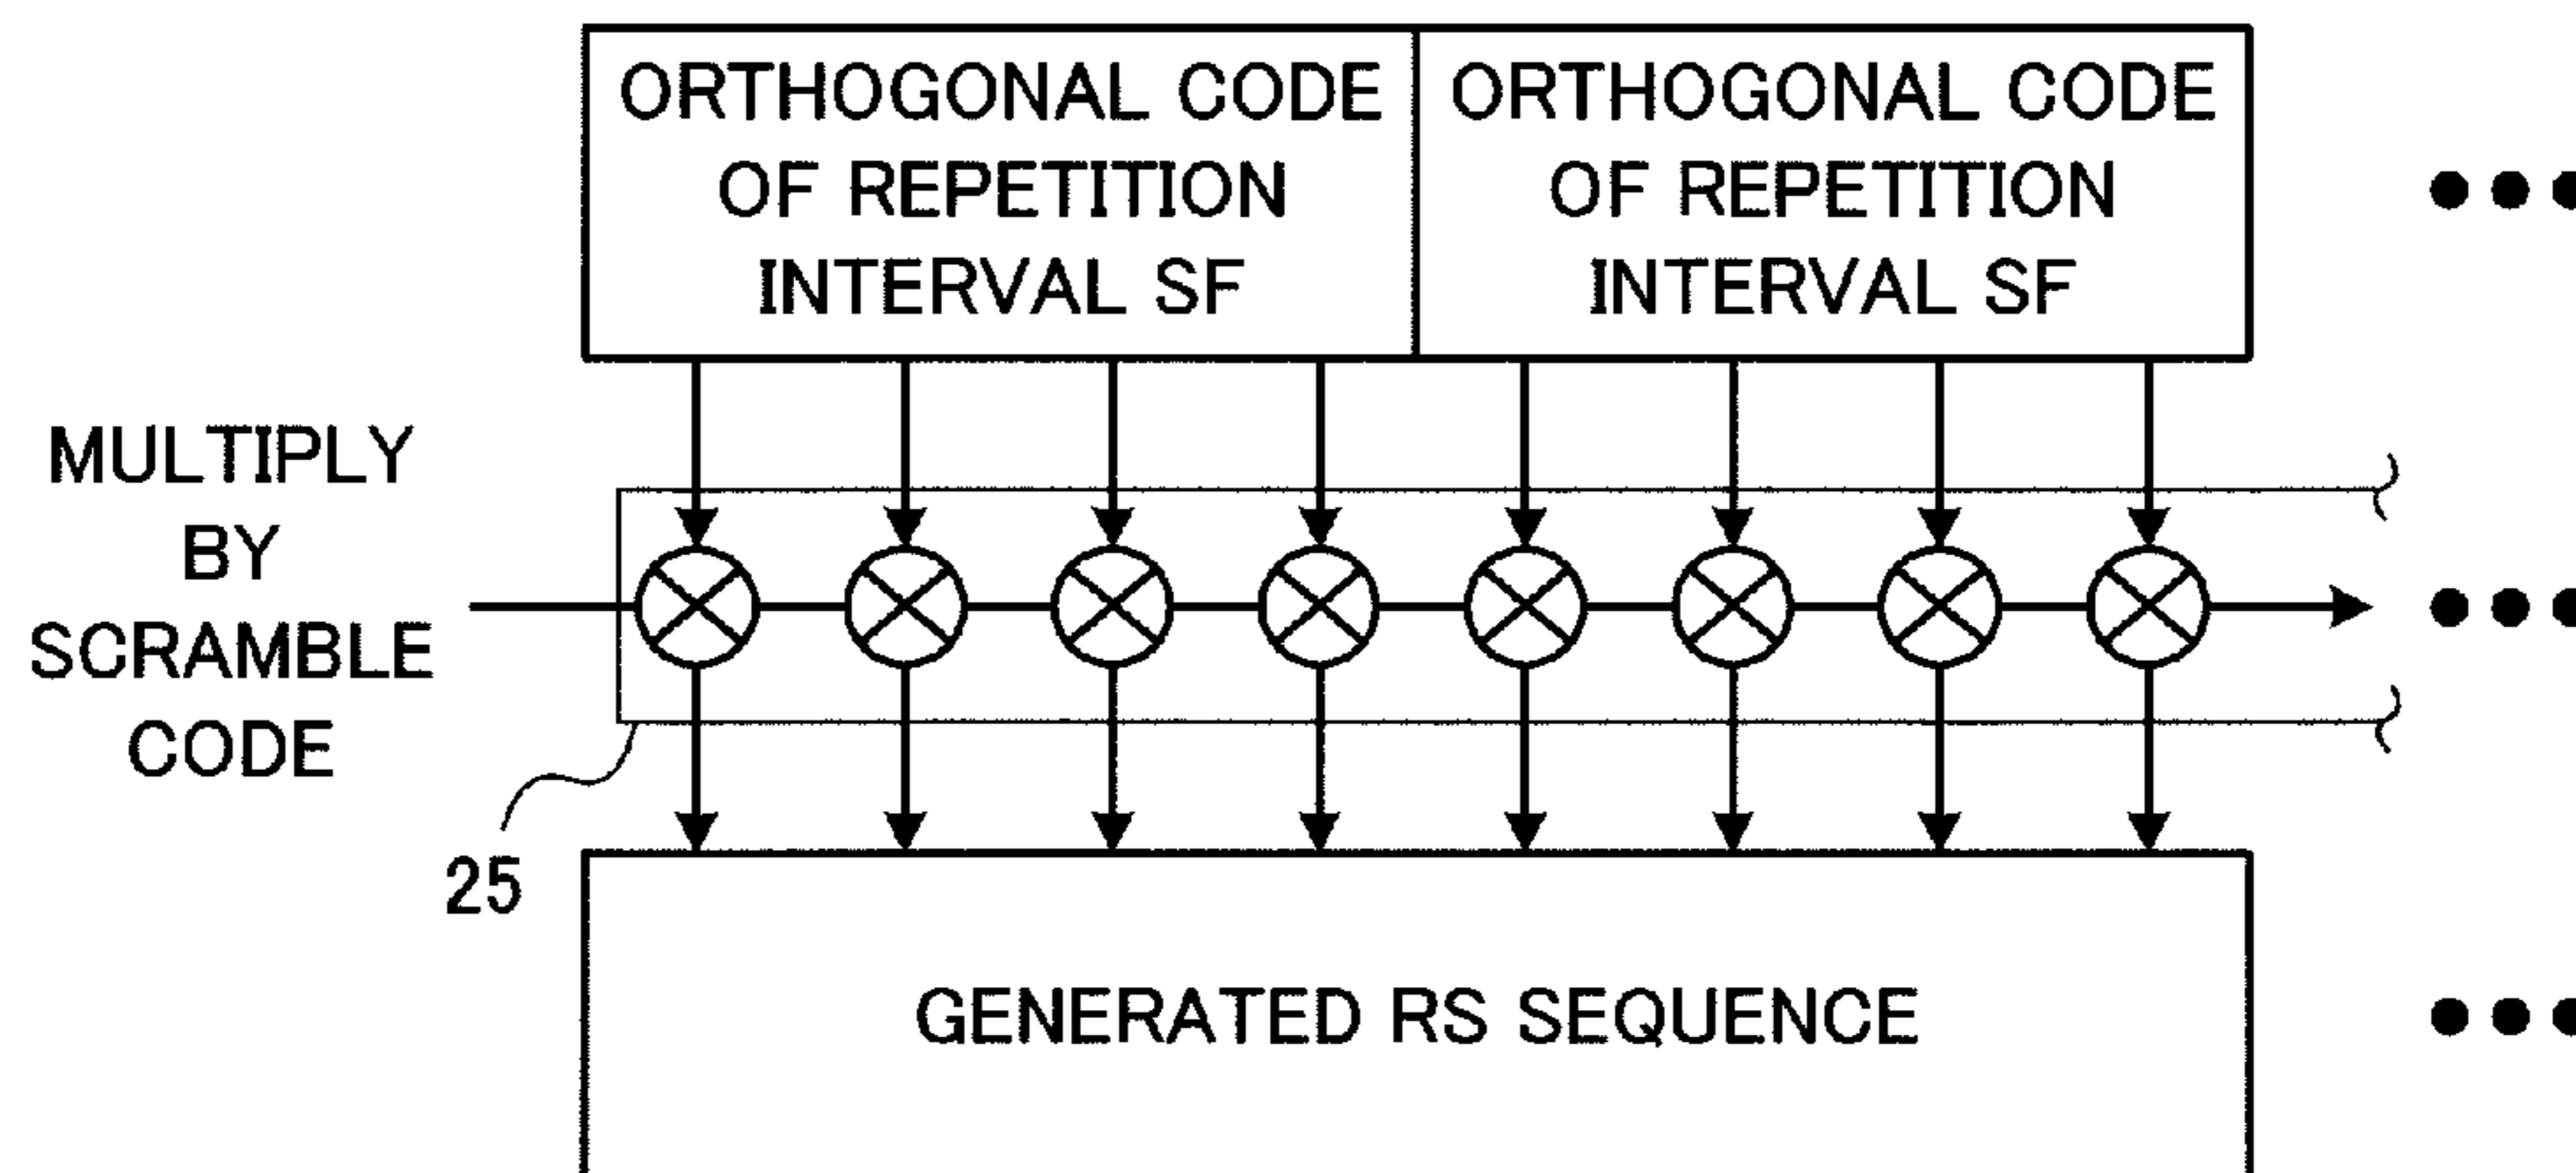 ORTHOGONAL CODE
OF REPETITION
INTERVAL SF
ORTHOGONAL CODE
OF REPETITION
INTERVAL SF
MULTIPLY
BY
SCRAMBLE
CODE
25
GENERATED RS SEQUENCE